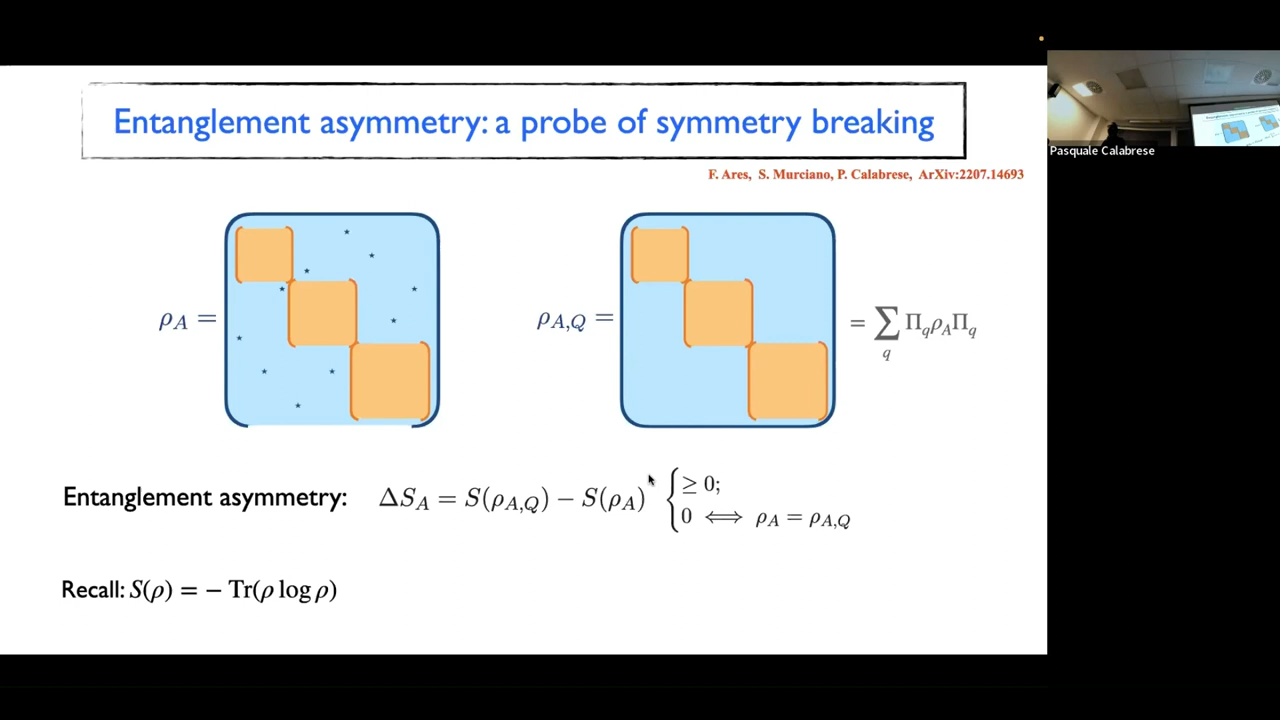 Entanglement asymmetry: a probe of symmetry breaking
F. Ares, S. Murciano, P. Calabrese, ArXiv:2207.14693
Pasquale Calabrese
ρ_A =
ρ_{A,Q} =
= ∑_q Π_q ρ_A Π_q
Entanglement asymmetry: ΔS_A = S(ρ_{A,Q}) − S(ρ_A) { ≥ 0;
0 ⟺ ρ_A = ρ_{A,Q}
Recall: S(ρ) = − Tr(ρ log ρ)